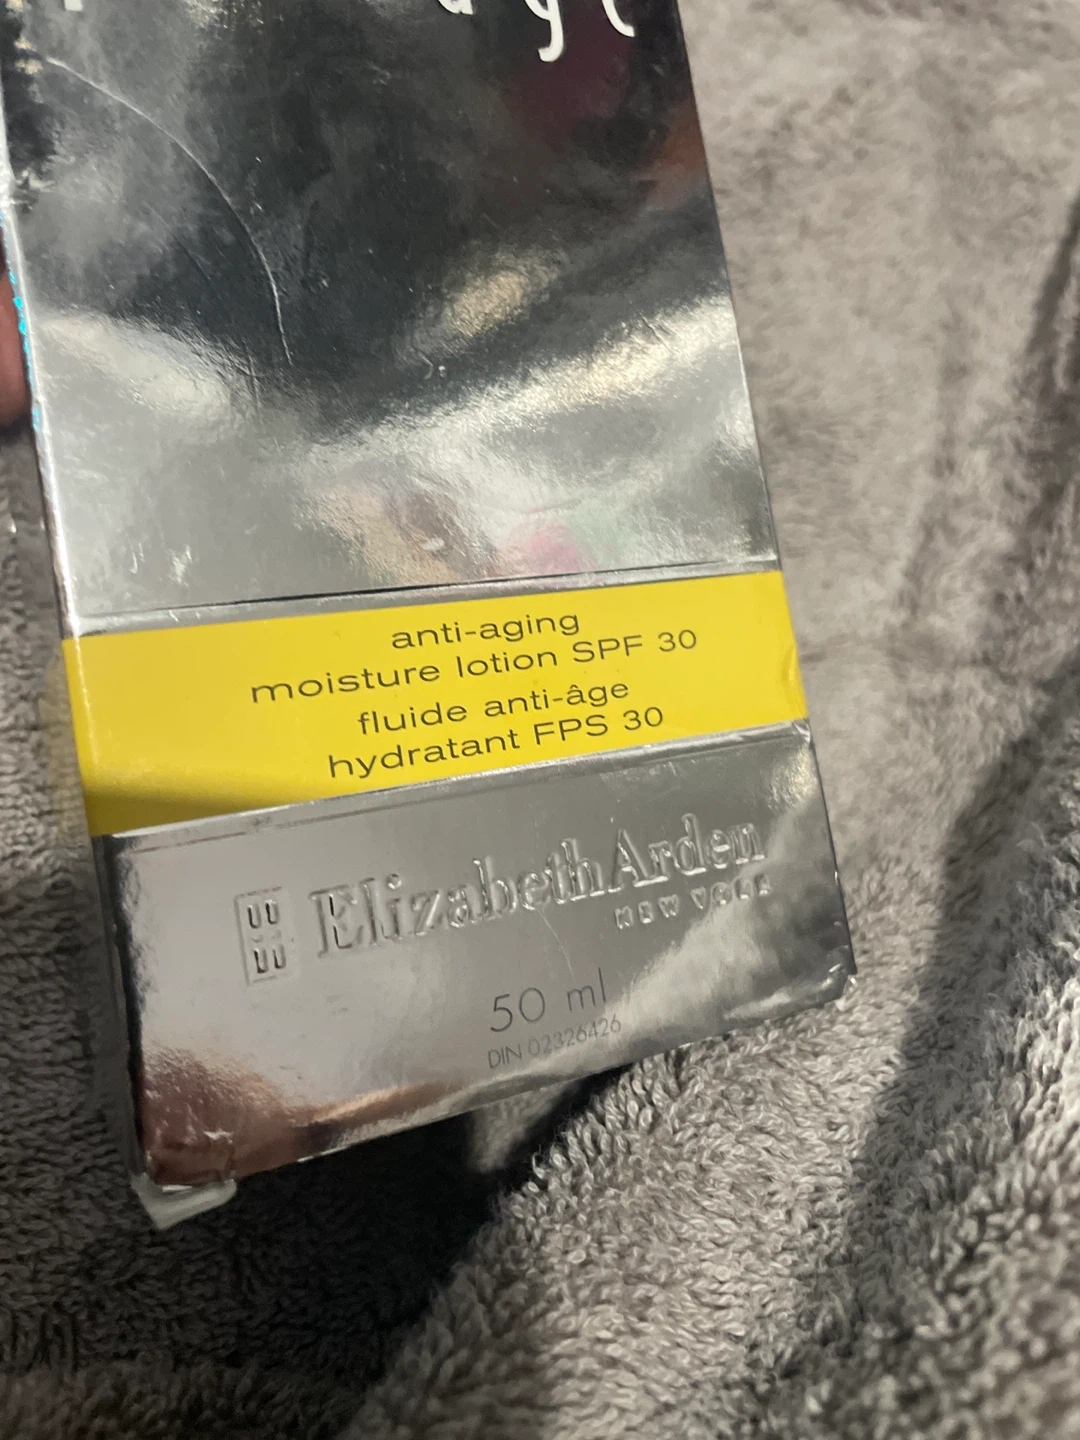 anti-aging
moisture lotion SPF 30
fluide anti-âge
hydratant FPS 30
Elizabeth Arden
NEW YORK
50 ml
DIN 02326426